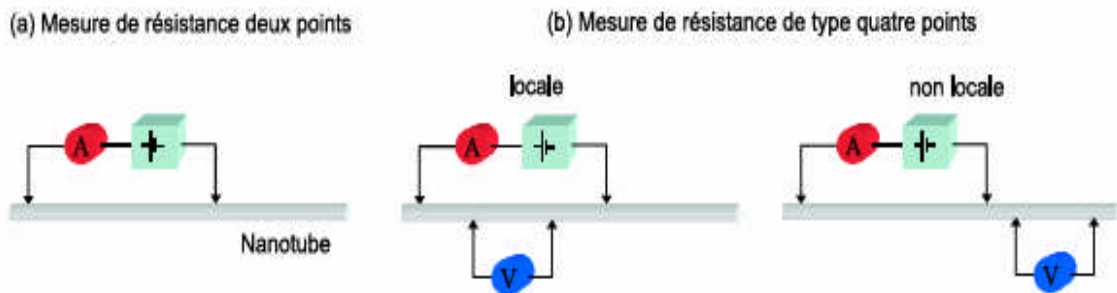 (a) Mesure de résistance deux points
(b) Mesure de résistance de type quatre points
locale
non locale
A
A
A
Nanotube
V
V